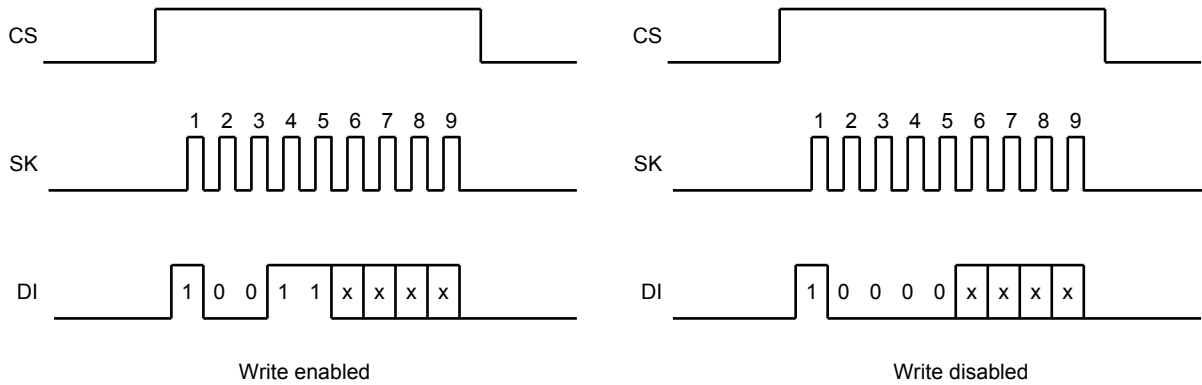 CS
1 2 3 4 5 6 7 8 9
SK
DI 1 0 0 1 1 x x x x
Write enabled
CS
1 2 3 4 5 6 7 8 9
SK
DI 1 0 0 0 0 x x x x
Write disabled